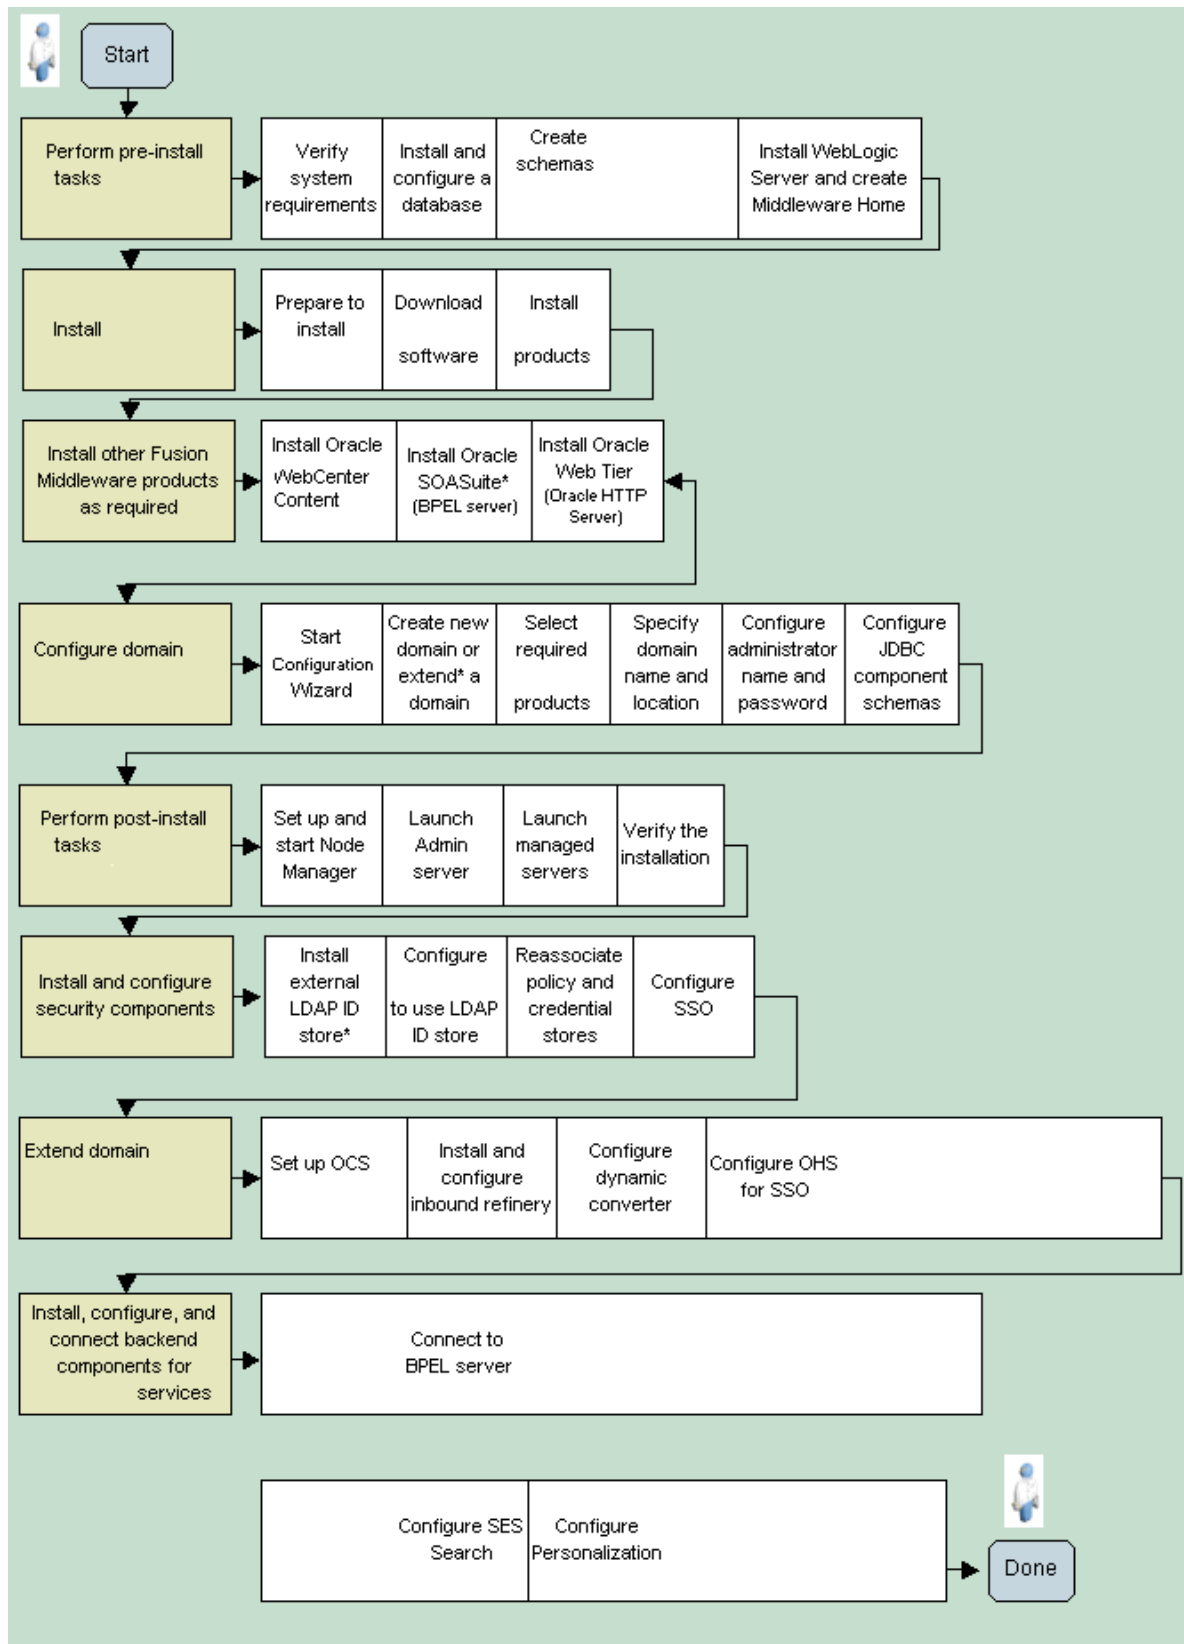 Start
Perform pre-install
tasks
Verify
system
requirements
Install and
configure a
database
Create
schemas
Install WebLogic
Server and create
Middleware Home
Install
Prepare to
install
Download
software
Install
products
Install other Fusion
Middleware products
as required
Install Oracle
WebCenter
Content
Install Oracle
SOASuite*
(BPEL server)
Install Oracle
Web Tier
(Oracle HTTP
Server)
Configure domain
Start
Configuration
Wizard
Create new
domain or
extend* a
domain
Select
required
products
Specify
domain
name and
location
Configure
administrator
name and
password
Configure
JDBC
component
schemas
Perform post-install
tasks
Set up and
start Node
Manager
Launch
Admin
server
Launch
managed
servers
Verify the
installation
Install and configure
security components
Install
external
LDAP ID
store*
Configure
to use LDAP
ID store
Reassociate
policy and
credential
stores
Configure
SSO
Extend domain
Set up OCS
Install and
configure
inbound refinery
Configure
dynamic
converter
Configure OHS
for SSO
Install, configure, and
connect backend
components for
services
Connect to
BPEL server
Configure SES
Search
Configure
Personalization
Done